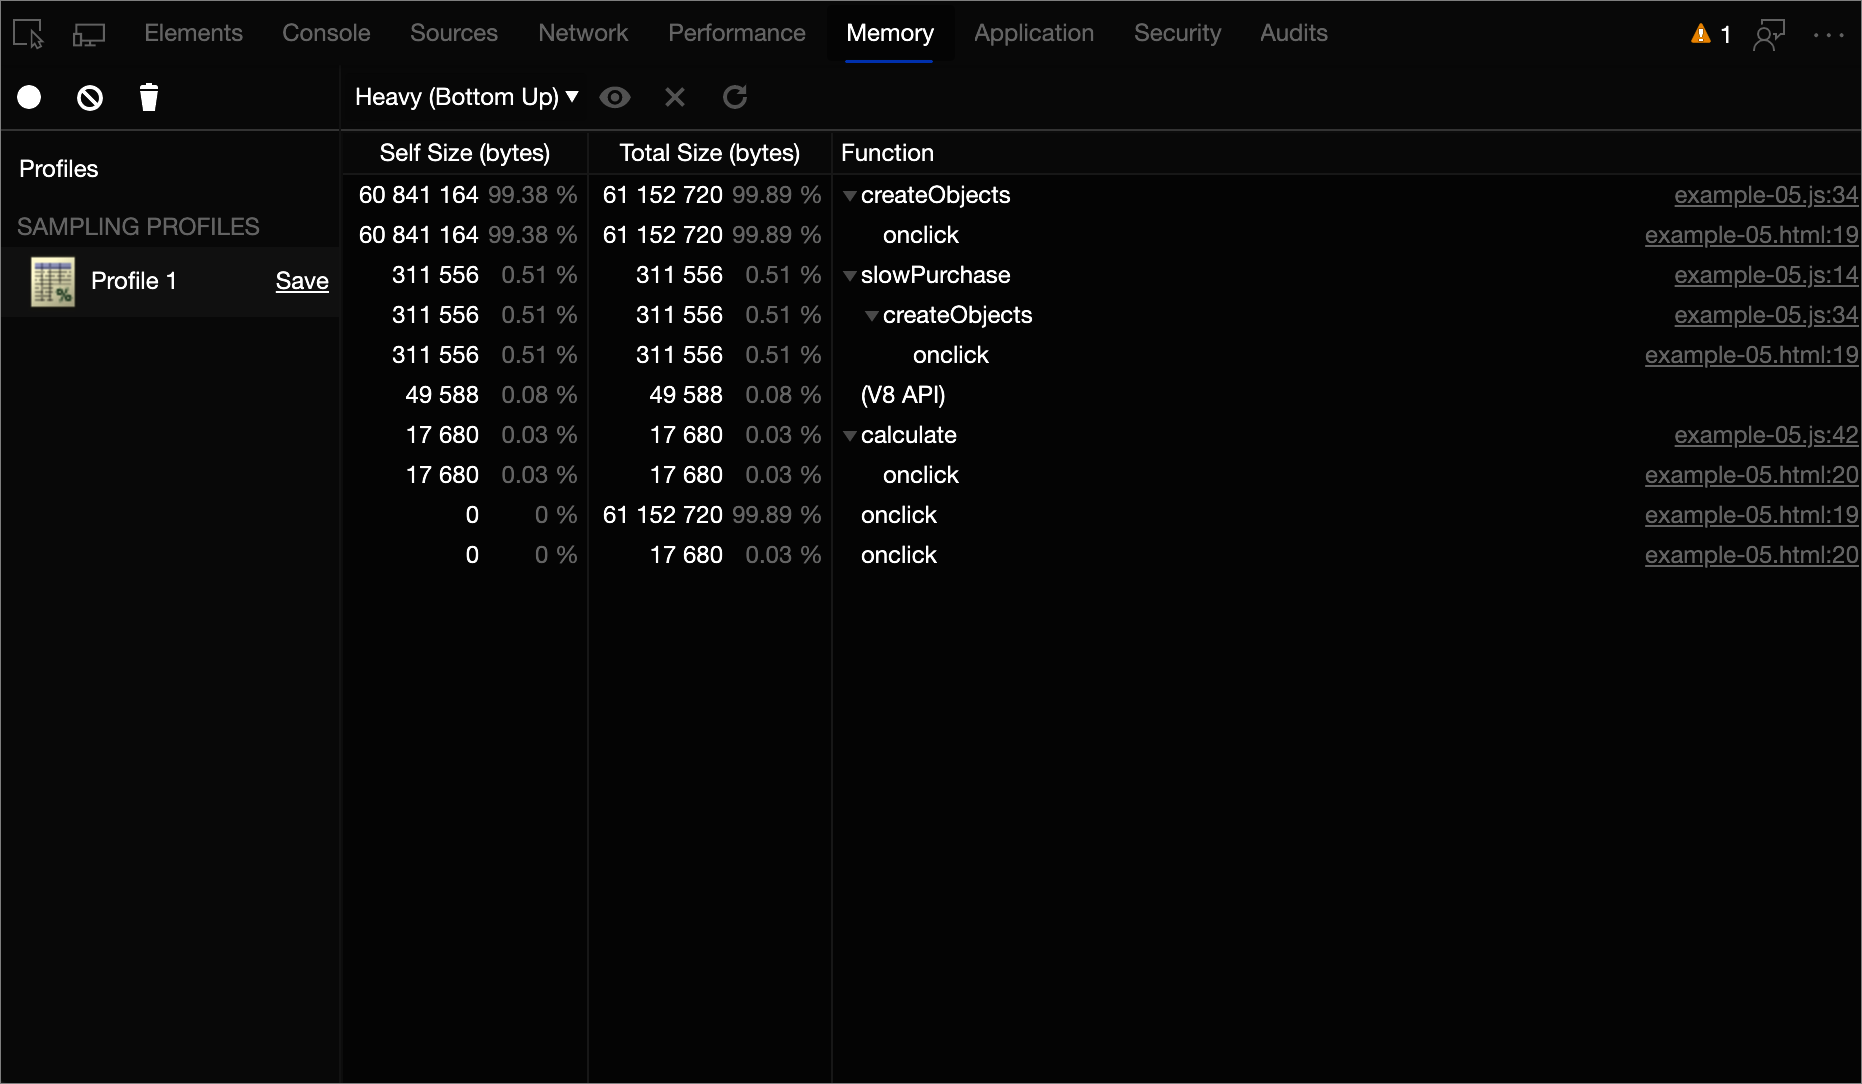 Elements Console Sources Network Performance Memory Application Security Audits 1
Heavy (Bottom Up)
Profiles
SAMPLING PROFILES
Profile 1 Save
Self Size (bytes) Total Size (bytes) Function
60 841 164 99.38 % 61 152 720 99.89 % createObjects example-05.js:34
60 841 164 99.38 % 61 152 720 99.89 % onclick example-05.html:19
311 556 0.51 % 311 556 0.51 % slowPurchase example-05.js:14
311 556 0.51 % 311 556 0.51 % createObjects example-05.js:34
311 556 0.51 % 311 556 0.51 % onclick example-05.html:19
49 588 0.08 % 49 588 0.08 % (V8 API)
17 680 0.03 % 17 680 0.03 % calculate example-05.js:42
17 680 0.03 % 17 680 0.03 % onclick example-05.html:20
0 0 % 61 152 720 99.89 % onclick example-05.html:19
0 0 % 17 680 0.03 % onclick example-05.html:20